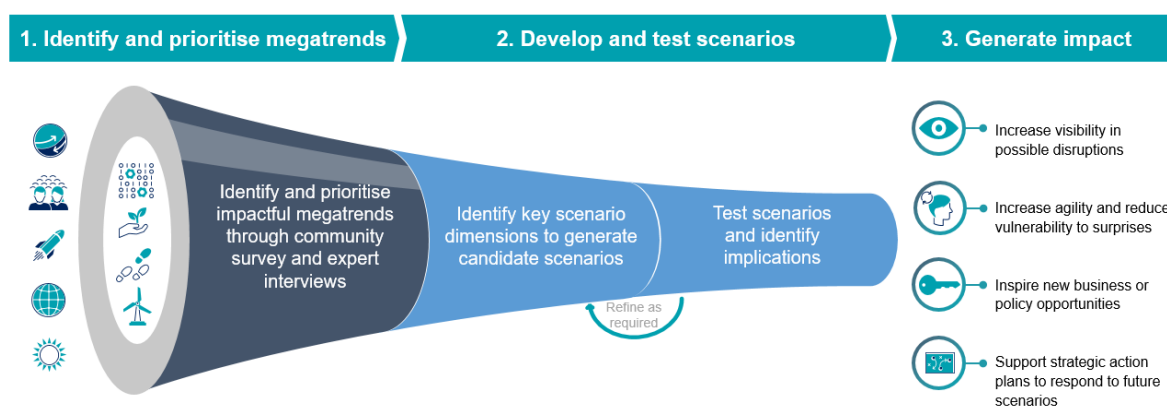 1. Identify and prioritise megatrends
2. Develop and test scenarios
3. Generate impact
Identify and prioritise
impactful megatrends
through community
survey and expert
interviews
Identify key scenario
dimensions to generate
candidate scenarios
Test scenarios
and identify
implications
Refine as
required
Increase visibility in
possible disruptions
Increase agility and reduce
vulnerability to surprises
Inspire new business or
policy opportunities
Support strategic action
plans to respond to future
scenarios